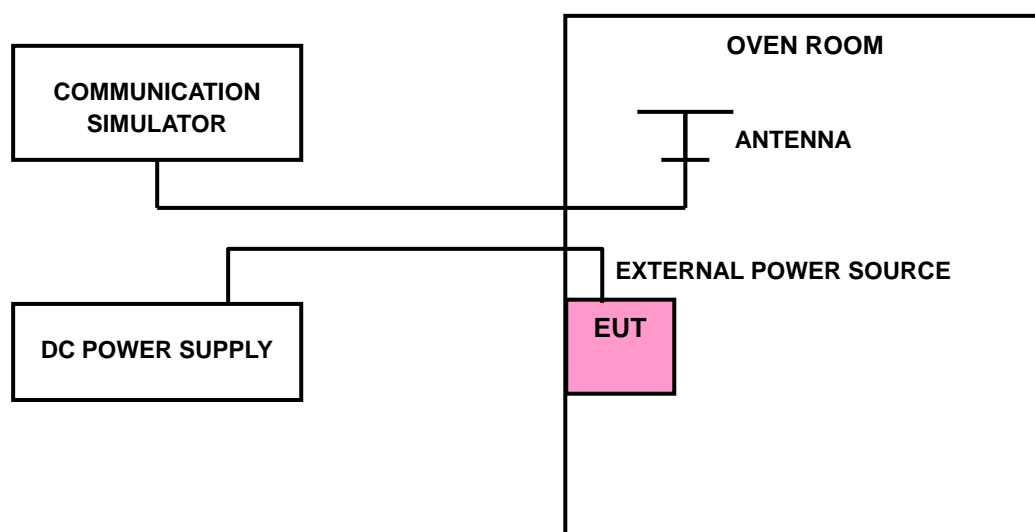 OVEN ROOM
COMMUNICATION
SIMULATOR
ANTENNA
EXTERNAL POWER SOURCE
EUT
DC POWER SUPPLY